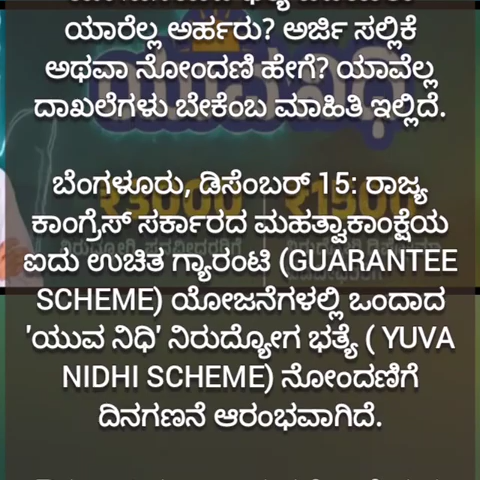 ಯಾರೆಲ್ಲ ಅರ್ಹರು? ಅರ್ಜಿ ಸಲ್ಲಿಕೆ
ಅಥವಾ ನೋಂದಣಿ ಹೇಗೆ? ಯಾವೆಲ್ಲ
ದಾಖಲೆಗಳು ಬೇಕೆಂಬ ಮಾಹಿತಿ ಇಲ್ಲಿದೆ.
ಬೆಂಗಳೂರು, ಡಿಸೆಂಬರ್ 15: ರಾಜ್ಯ
ಕಾಂಗ್ರೆಸ್ ಸರ್ಕಾರದ ಮಹತ್ವಾಕಾಂಕ್ಷೆಯ
ಐದು ಉಚಿತ ಗ್ಯಾರಂಟಿ (GUARANTEE
SCHEME) ಯೋಜನೆಗಳಲ್ಲಿ ಒಂದಾದ
'ಯುವ ನಿಧಿ' ನಿರುದ್ಯೋಗ ಭತ್ಯೆ ( YUVA
NIDHI SCHEME) ನೋಂದಣಿಗೆ
ದಿನಗಣನೆ ಆರಂಭವಾಗಿದೆ.